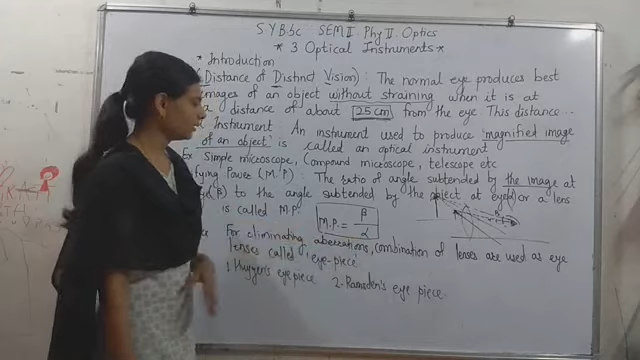 S.Y.B.Sc SEM II Phy II Optics
* 3 Optical Instruments *
* Introduction
(Distance of Distinct Vision): The normal eye produces best
images of an object without straining when it is at
a distance of about 25 cm from the eye This distance...
Instrument: An instrument used to produce 'magnified image
of an object' is called an optical instrument
Ex Simple microscope, Compound microscope, telescope etc
fying Power (M.P): The ratio of angle subtended by the image at
(β) to the angle subtended by the object at eye(α) or a lens
is called M.P. M.P. = β/α
For eliminating aberrations, combination of lenses are used as eye
lenses called 'eye-piece'
1. Huygen's eyepiece 2- Ramsden's eye piece.